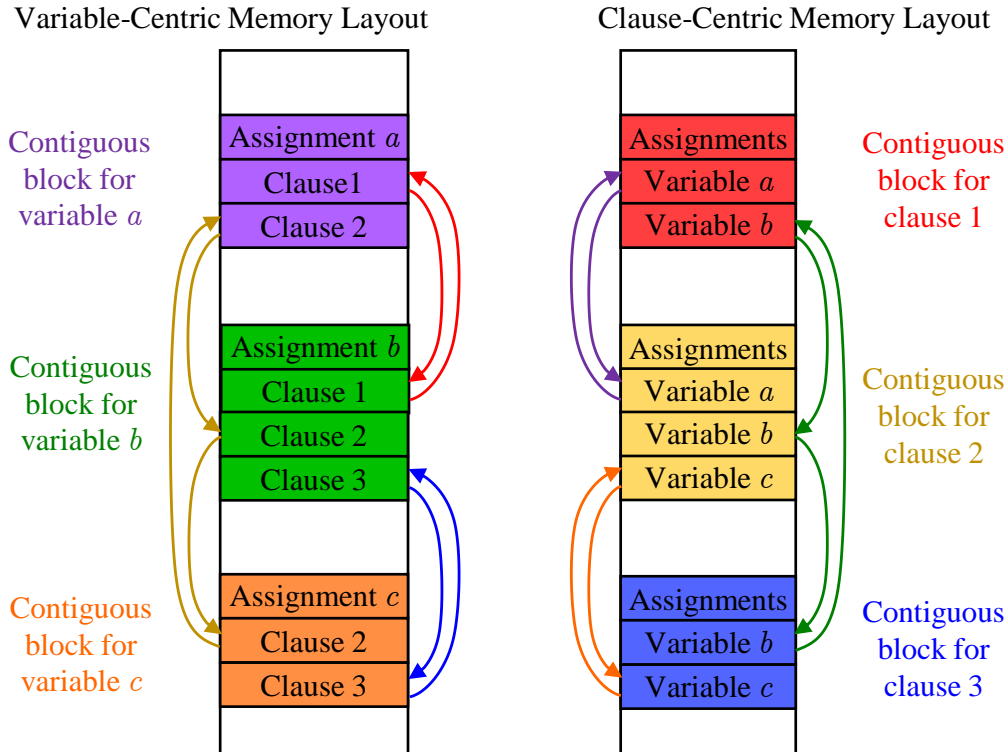 Variable-Centric Memory Layout
Contiguous
block for
variable a
Assignment a
Clause1
Clause 2
Contiguous
block for
variable b
Assignment b
Clause 1
Clause 2
Clause 3
Contiguous
block for
variable c
Assignment c
Clause 2
Clause 3
Clause-Centric Memory Layout
Assignments
Variable a
Variable b
Contiguous
block for
clause 1
Assignments
Variable a
Variable b
Variable c
Contiguous
block for
clause 2
Assignments
Variable b
Variable c
Contiguous
block for
clause 3